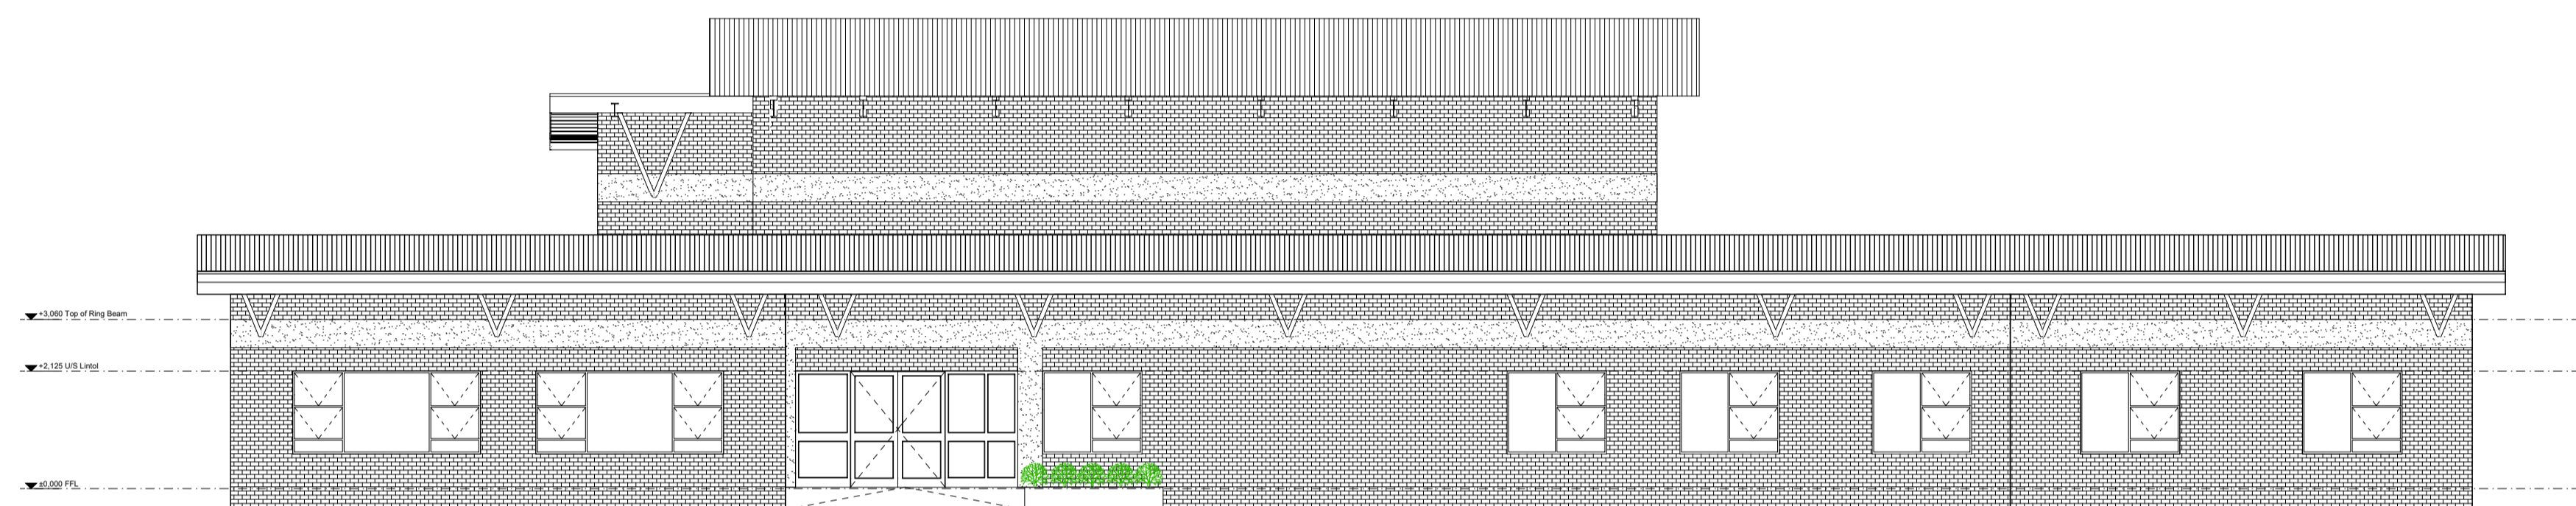 +3,060 Top of Ring Beam
+2,125 U/S Lintol
±0,000 FFL